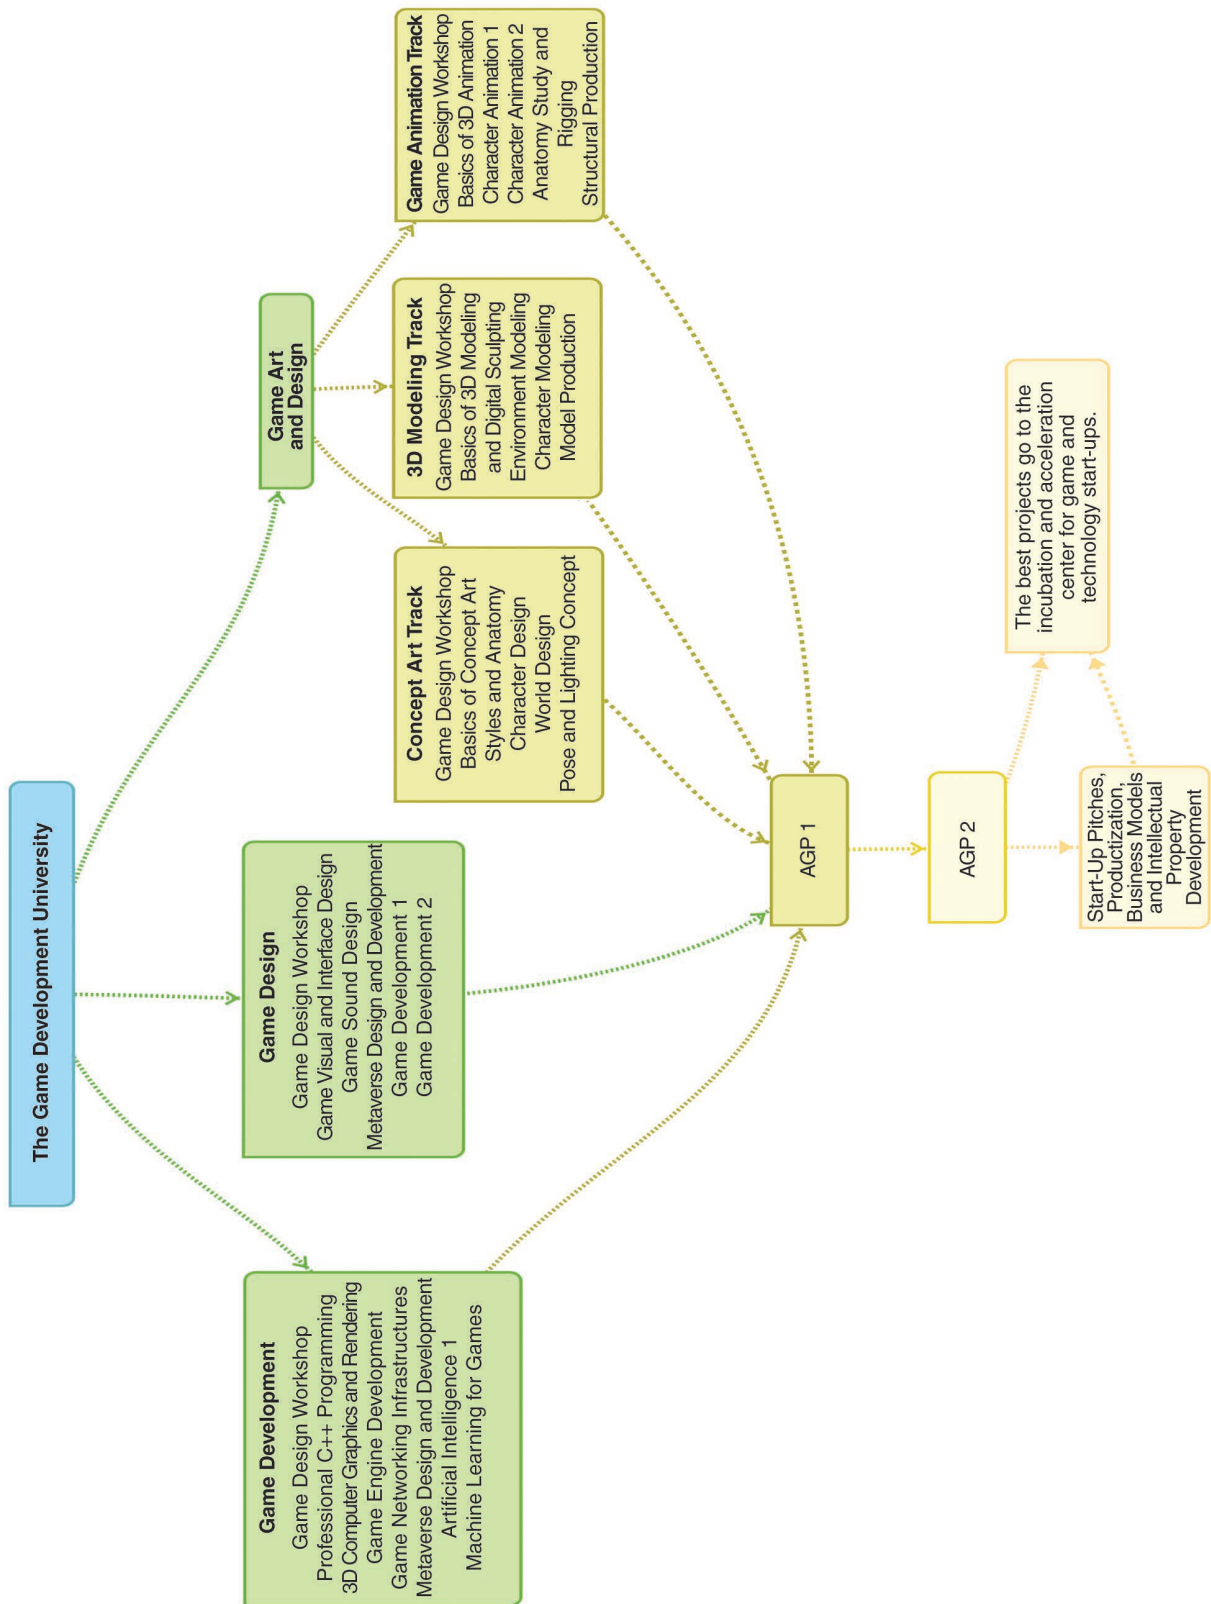 The Game Development University
Game Development
Game Design Workshop
Professional C++ Programming
3D Computer Graphics and Rendering
Game Engine Development
Game Networking Infrastructures
Metaverse Design and Development
Artificial Intelligence 1
Machine Learning for Games
Game Design
Game Design Workshop
Game Visual and Interface Design
Game Sound Design
Metaverse Design and Development
Game Development 1
Game Development 2
Game Art
and Design
Concept Art Track
Game Design Workshop
Basics of Concept Art
Styles and Anatomy
Character Design
World Design
Pose and Lighting Concept
3D Modeling Track
Game Design Workshop
Basics of 3D Modeling
and Digital Sculpting
Environment Modeling
Character Modeling
Model Production
Game Animation Track
Game Design Workshop
Basics of 3D Animation
Character Animation 1
Character Animation 2
Anatomy Study and
Rigging
Structural Production
AGP 1
AGP 2
Start-Up Pitches,
Productization,
Business Models
and Intellectual
Property
Development
The best projects go to the
incubation and acceleration
center for game and
technology start-ups.